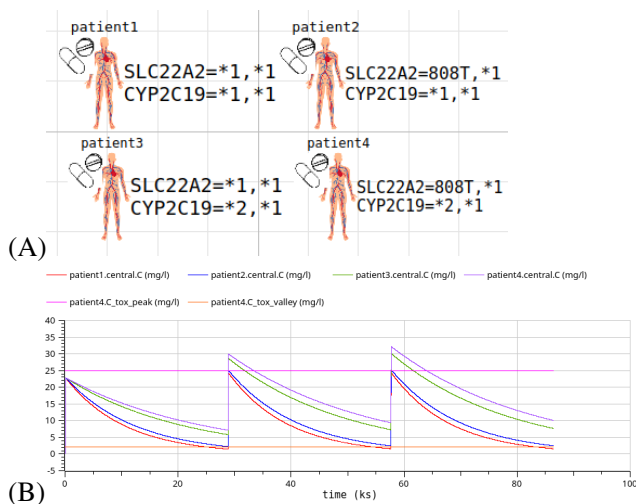 patient1
SLC22A2=*1,*1
CYP2C19=*1,*1
patient2
SLC22A2=808T,*1
CYP2C19=*1,*1
patient3
SLC22A2=*1,*1
CYP2C19=*2,*1
patient4
SLC22A2=808T,*1
CYP2C19=*2,*1
(A)
patient1.central.C (mg/l) patient2.central.C (mg/l) patient3.central.C (mg/l) patient4.central.C (mg/l)
patient4.C_tox_peak (mg/l) patient4.C_tox_valley (mg/l)
40
35
30
25
20
15
10
5
0
-5
0 20 40 60 80 100
time (ks)
(B)